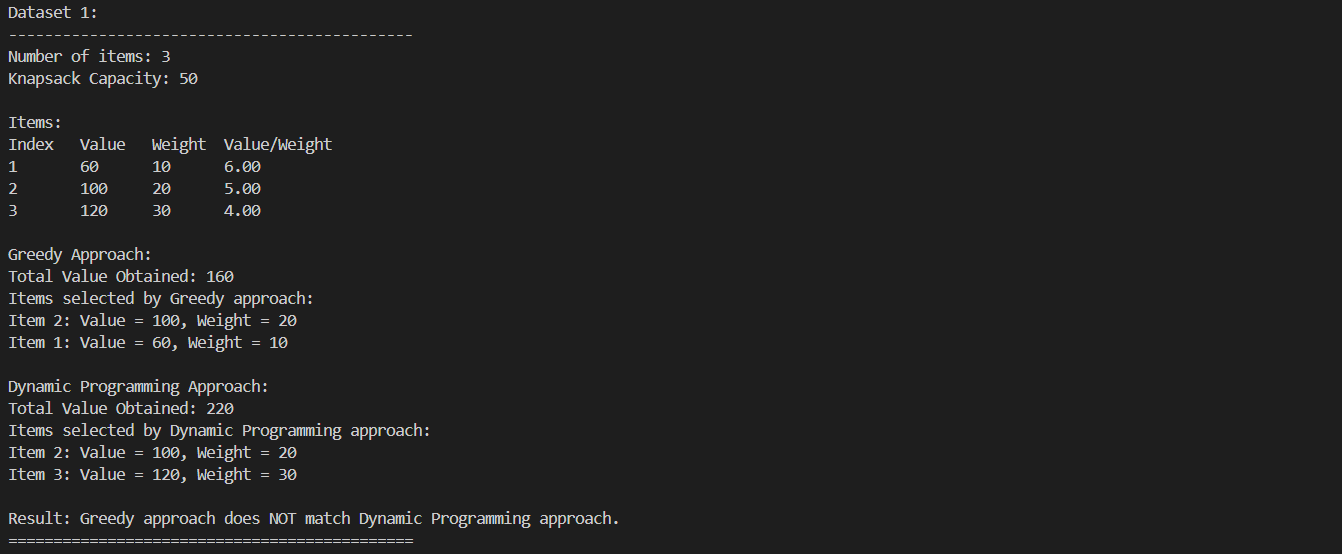 Dataset 1:
---------------------------------------------
Number of items: 3
Knapsack Capacity: 50
Items:
Index Value Weight Value/Weight
1 60 10 6.00
2 100 20 5.00
3 120 30 4.00
Greedy Approach:
Total Value Obtained: 160
Items selected by Greedy approach:
Item 2: Value = 100, Weight = 20
Item 1: Value = 60, Weight = 10
Dynamic Programming Approach:
Total Value Obtained: 220
Items selected by Dynamic Programming approach:
Item 2: Value = 100, Weight = 20
Item 3: Value = 120, Weight = 30
Result: Greedy approach does NOT match Dynamic Programming approach.
=============================================